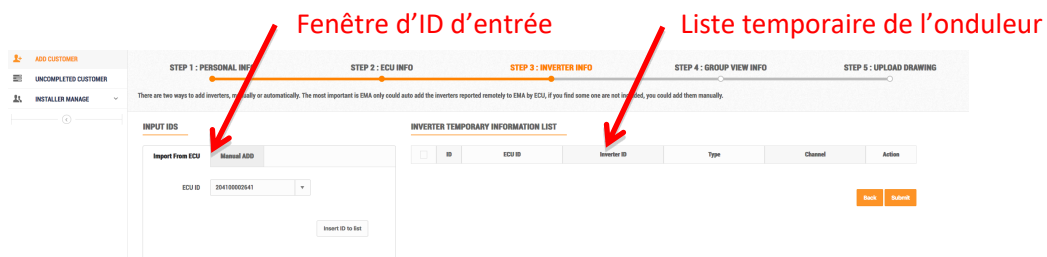 Fenêtre d’ID d’entrée
Liste temporaire de l’onduleur
ADD CUSTOMER
UNCOMPLETED CUSTOMER
INSTALLER MANAGE
STEP 1 : PERSONAL INFO
STEP 2 : ECU INFO
STEP 3 : INVERTER INFO
STEP 4 : GROUP VIEW INFO
STEP 5 : UPLOAD DRAWING
There are two ways to add inverters, manually or automatically. The most important is EMA only could auto add the inverters reported remotely to EMA by ECU, if you find some one are not included, you could add them manually.
INPUT IDS
Import From ECU
Manual ADD
ECU ID
204100002641
Insert ID to list
INVERTER TEMPORARY INFORMATION LIST
ID
ECU ID
Inverter ID
Type
Channel
Action
Back
Submit